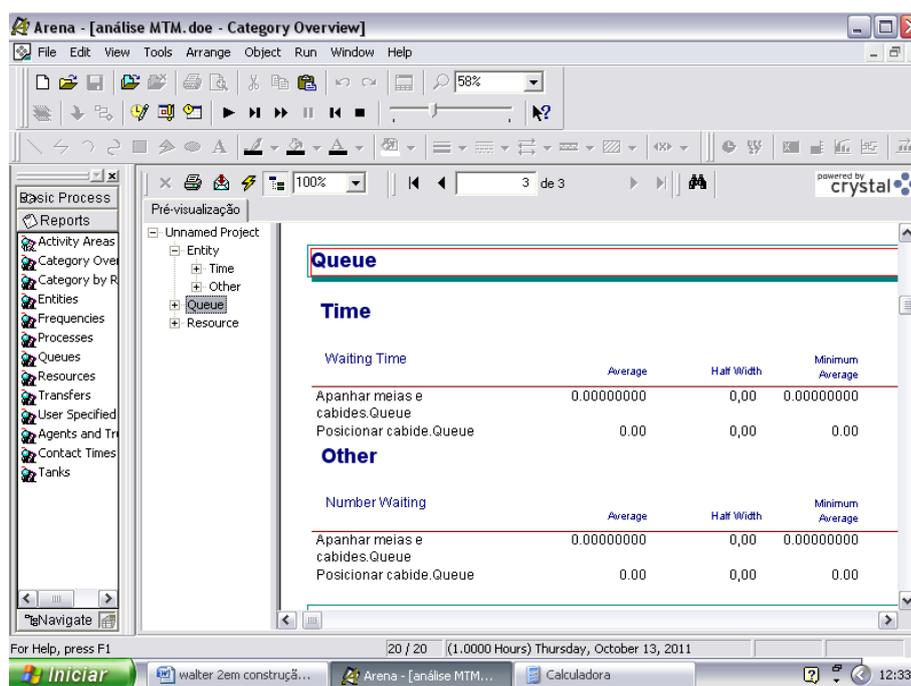 Arena - [análise MTM.doe - Category Overview]
File Edit View Tools Arrange Object Run Window Help
58%
100%
3 de 3
powered by
crystal
Basic Process
Reports
Activity Areas
Category Over
Category by R
Entities
Frequencies
Processes
Queues
Resources
Transfers
User Specified
Agents and Tr
Contact Times
Tanks
Navigate
Pré-visualização
Unnamed Project
Entity
Time
Other
Queue
Resource
Queue
Time
Waiting Time Average Half Width Minimum
Average
Apanhar meias e 0.00000000 0,00 0.00000000
cabides.Queue
Posicionar cabide.Queue 0.00 0,00 0.00
Other
Number Waiting Average Half Width Minimum
Average
Apanhar meias e 0.00000000 0,00 0.00000000
cabides.Queue
Posicionar cabide.Queue 0.00 0,00 0.00
For Help, press F1 20 / 20 (1.0000 Hours) Thursday, October 13, 2011
Iniciar walter 2em construçã... Arena - [análise MTM... Calculadora 12:33